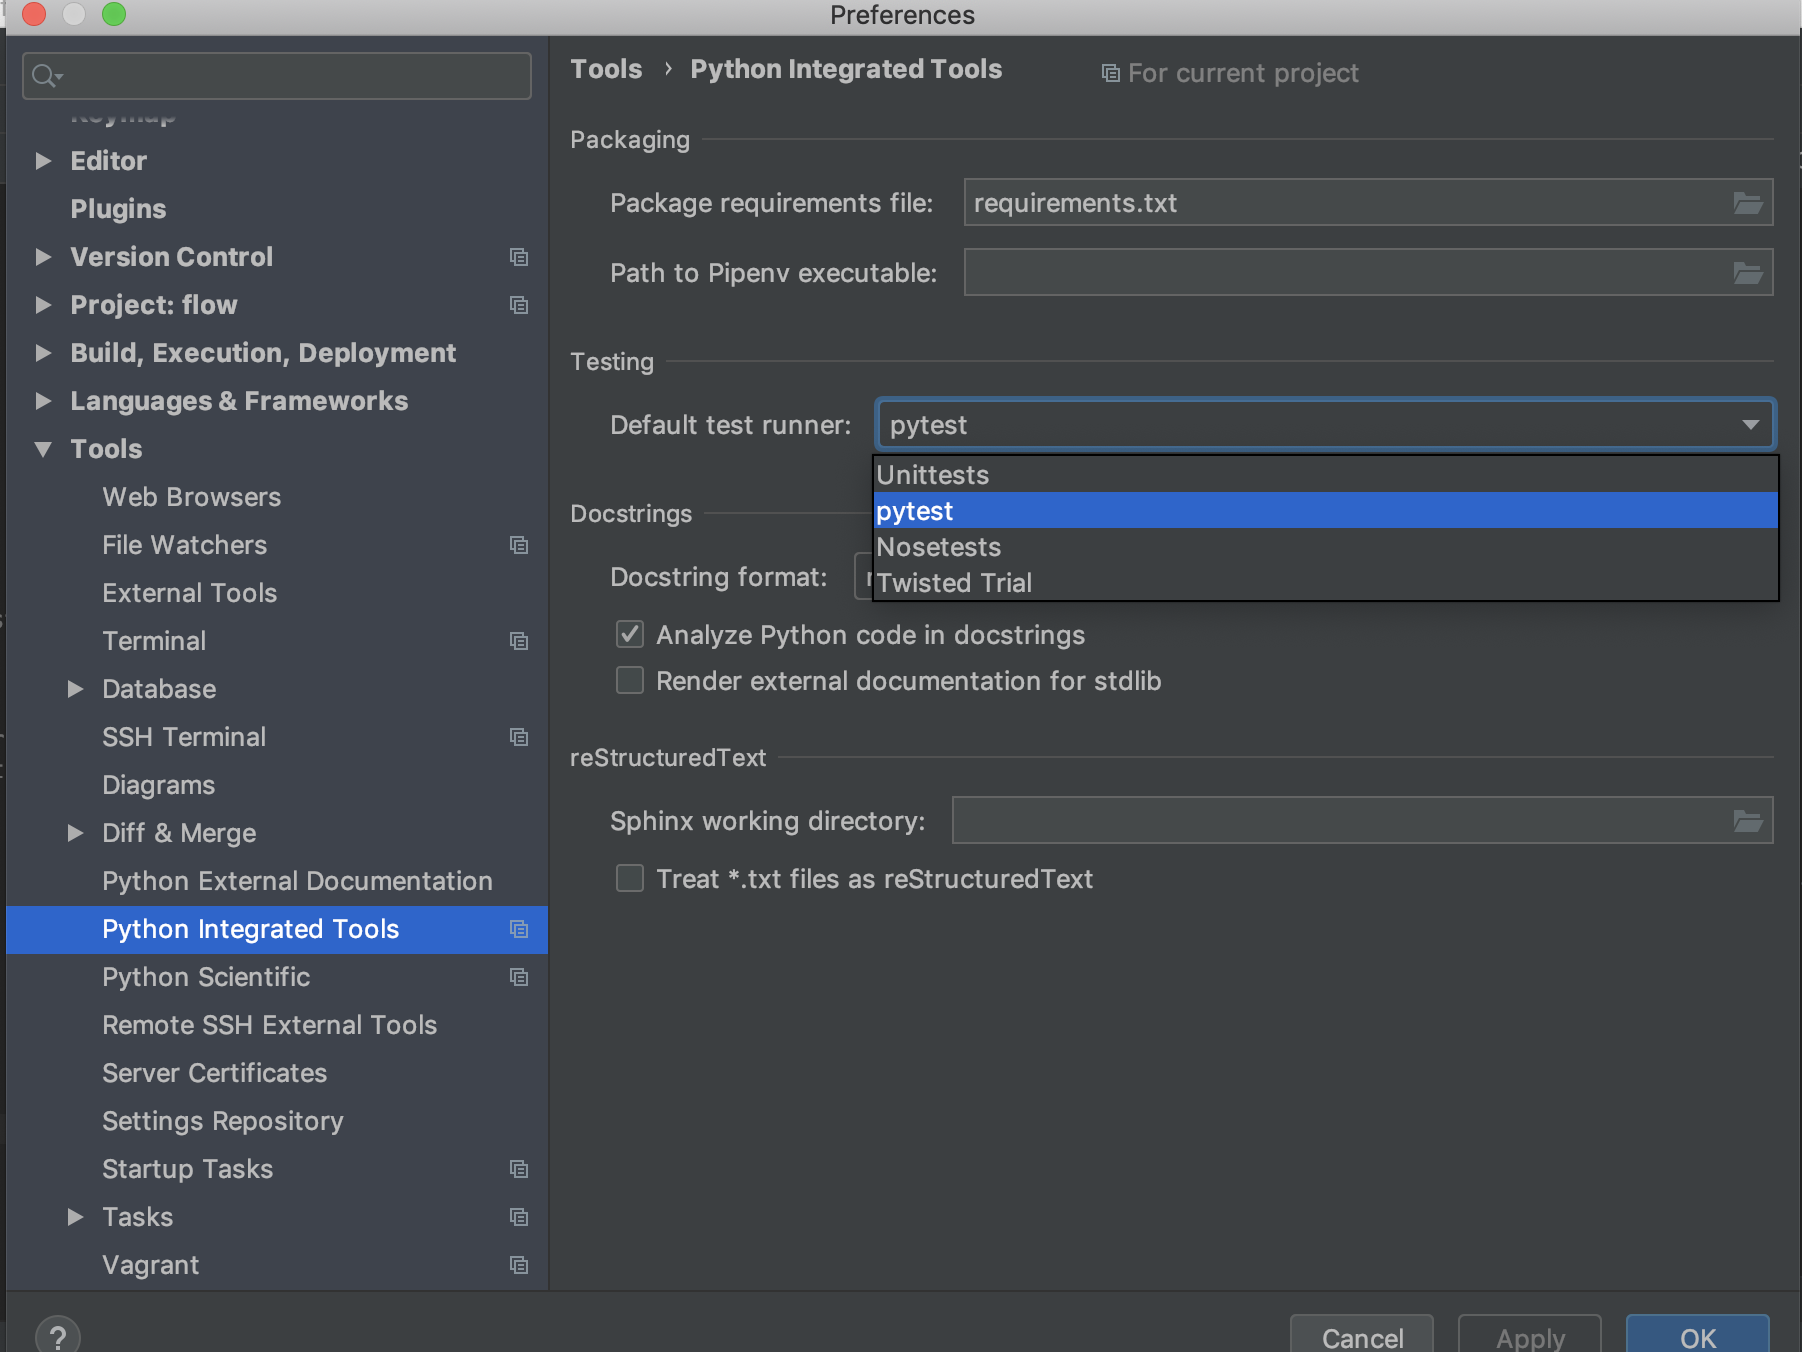 Preferences
Keymap
Editor
Plugins
Version Control
Project: flow
Build, Execution, Deployment
Languages & Frameworks
Tools
Web Browsers
File Watchers
External Tools
Terminal
Database
SSH Terminal
Diagrams
Diff & Merge
Python External Documentation
Python Integrated Tools
Python Scientific
Remote SSH External Tools
Server Certificates
Settings Repository
Startup Tasks
Tasks
Vagrant
Tools › Python Integrated Tools For current project
Packaging
Package requirements file: requirements.txt
Path to Pipenv executable:
Testing
Default test runner: pytest
Unittests
pytest
Nosetests
Twisted Trial
Docstrings
Docstring format:
Analyze Python code in docstrings
Render external documentation for stdlib
reStructuredText
Sphinx working directory:
Treat *.txt files as reStructuredText
?
Cancel Apply OK